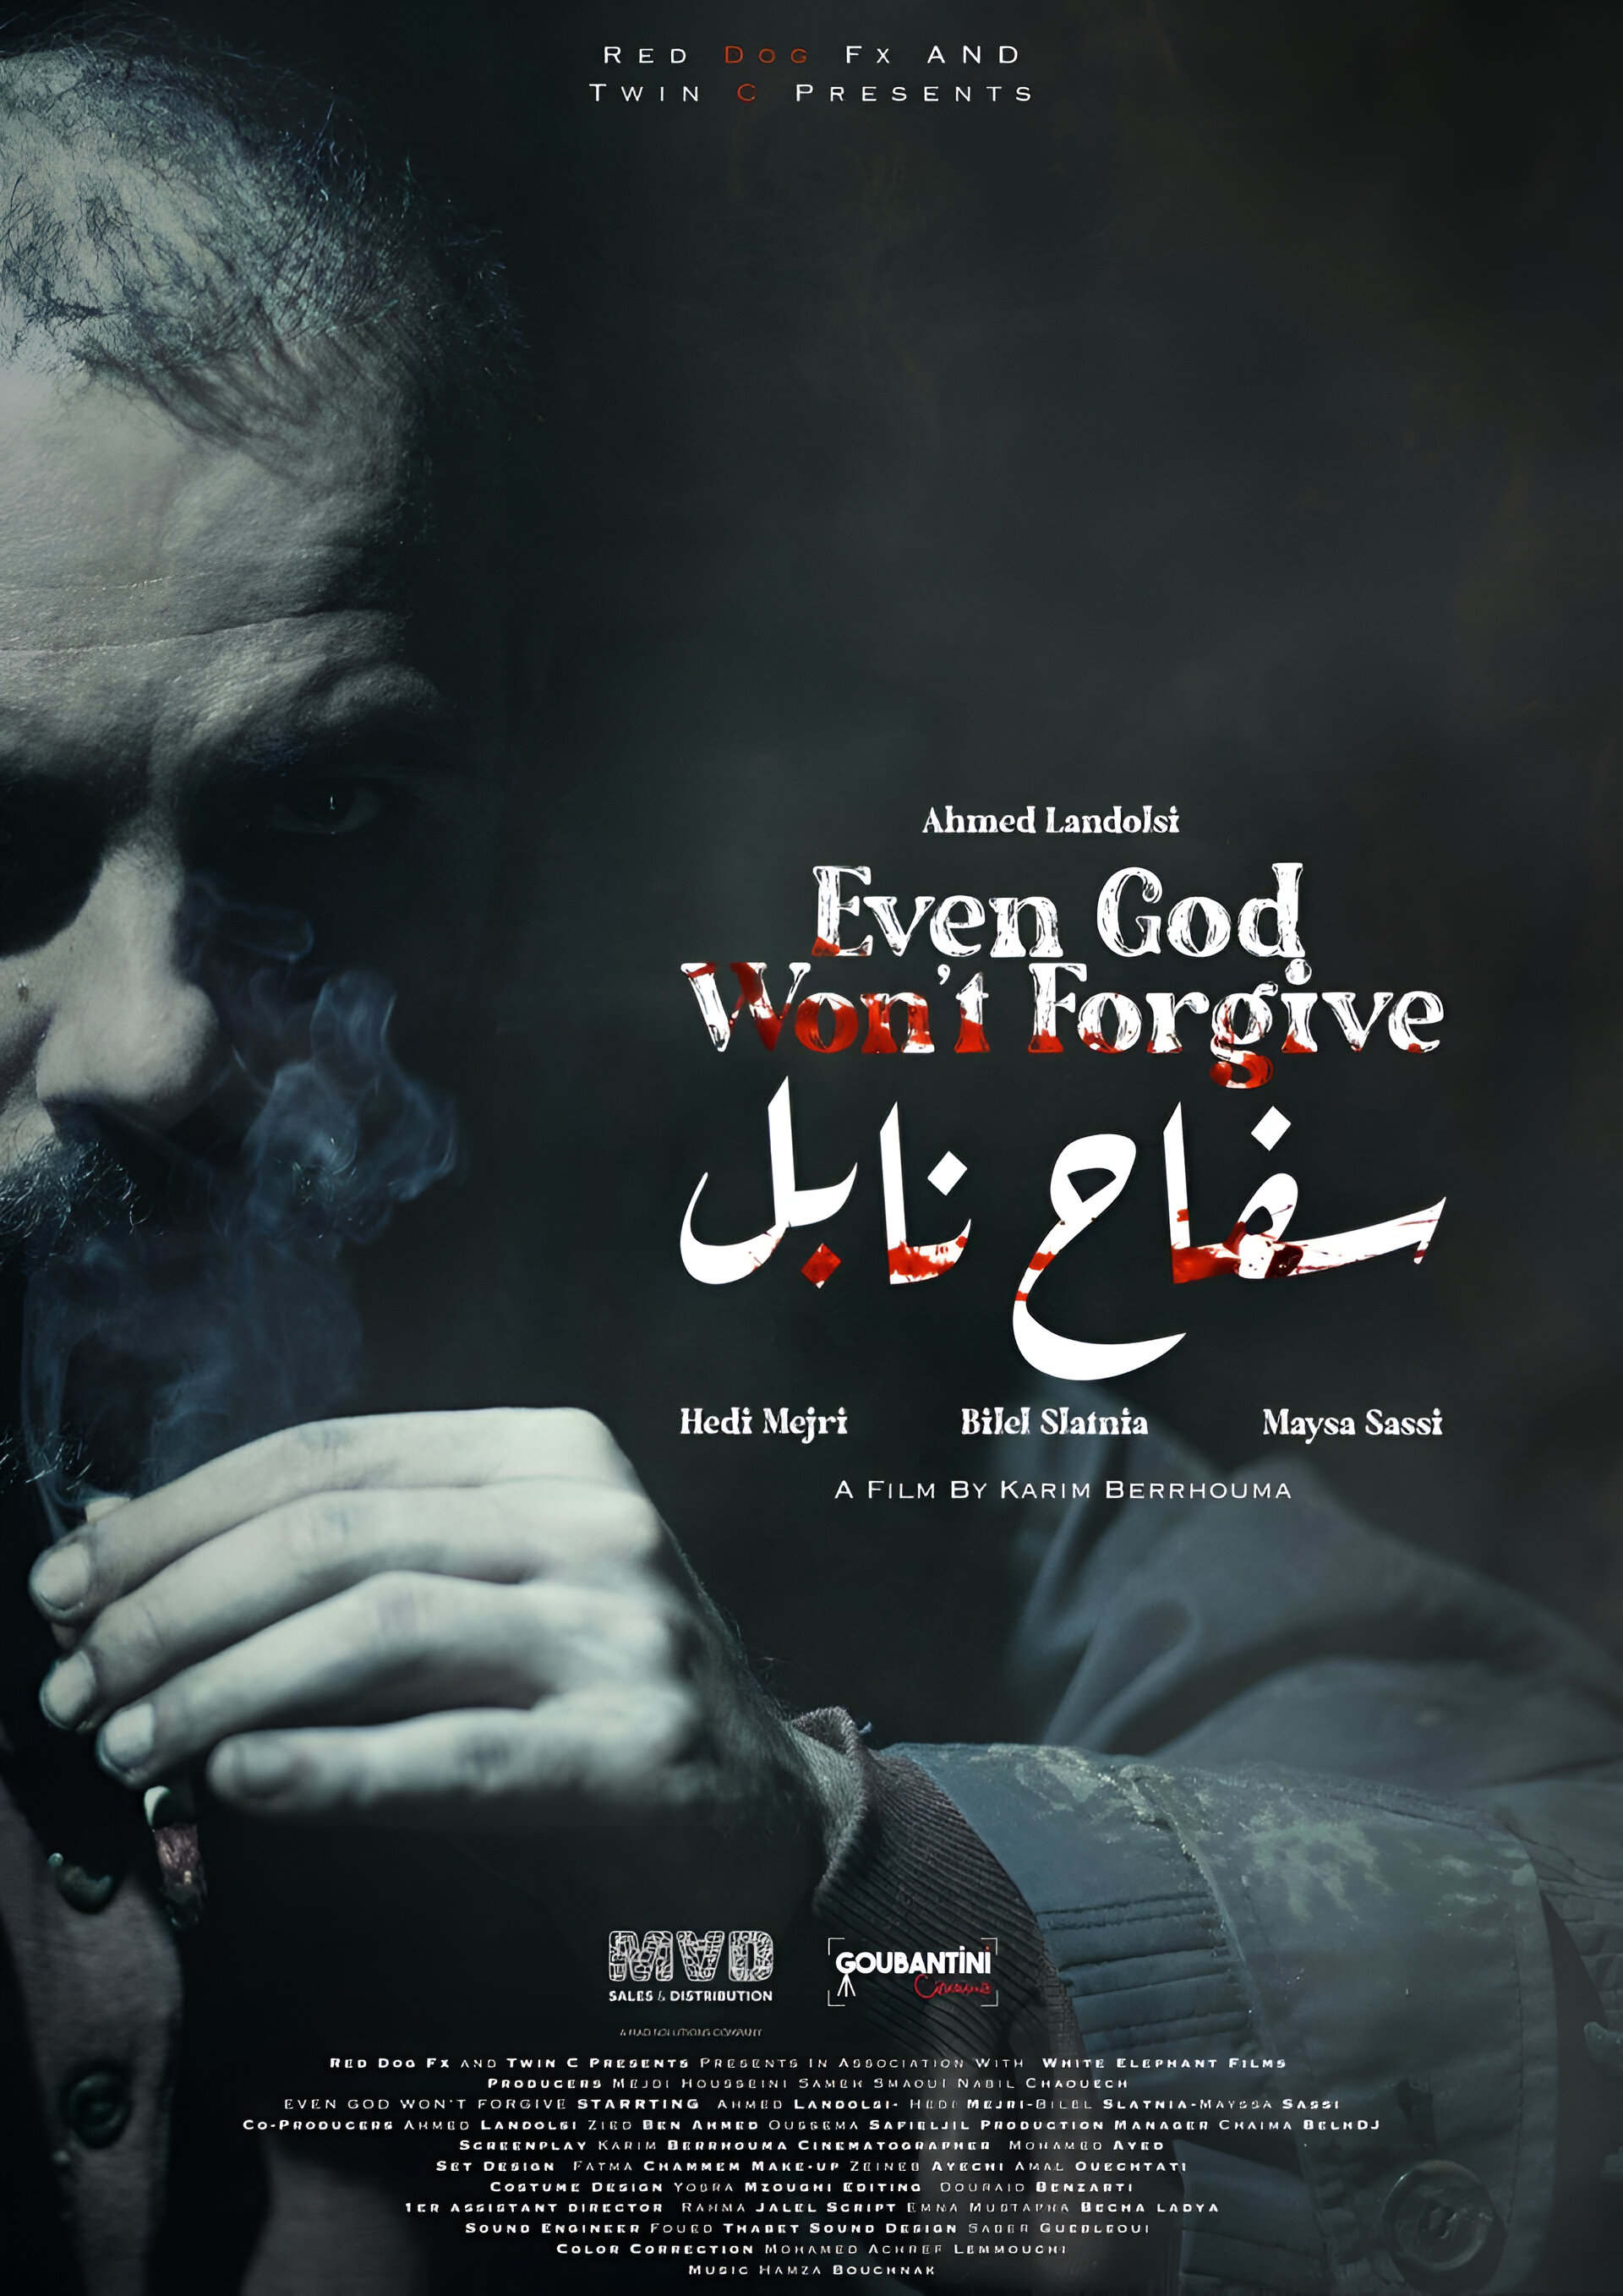 RED DOG FX AND
TWIN C PRESENTS
Ahmed Landolsi
Even God
Won't Forgive
سفاح نابل
Hedi Mejri Bilel Slatnia Maysa Sassi
A FILM BY KARIM BERRHOUMA
MVD GOUBANTINI
SALES & DISTRIBUTION Cinema
A MAD SOLUTIONS COMPANY
RED DOG FX AND TWIN C PRESENTS PRESENTS IN ASSOCIATION WITH WHITE ELEPHANT FILMS
PRODUCERS MEJDI HOUSSEINI SAMEH SMAOUI NABIL CHAOUECH
EVEN GOD WON'T FORGIVE STARRTING AHMED LANDOLSI- HEDI MEJRI-BILEL SLATNIA-MAYSSA SASSI
CO-PRODUCERS AHMED LANDOLSI ZIED BEN AHMED OUSSEMA SAFIELJIL PRODUCTION MANAGER CHAIMA BELHDJ
SCREENPLAY KARIM BERRHOUMA CINEMATOGRAPHER MOHAMED AYED
SET DESIGN FATMA CHAMMEM MAKE-UP ZEINEB AYECHI AMAL OUECHTATI
COSTUME DESIGN YOSRA MZOUGHI EDITING DOURAID BENZARTI
1ER ASSISTANT DIRECTOR RAHMA JALEL SCRIPT EMNA MUSTAPHA BECHA LADYA
SOUND ENGINEER FOUED THABET SOUND DESIGN SABER GUEDLEOUI
COLOR CORRECTION MOHAMED ACHREF LEMMOUCHI
MUSIC HAMZA BOUCHNAK